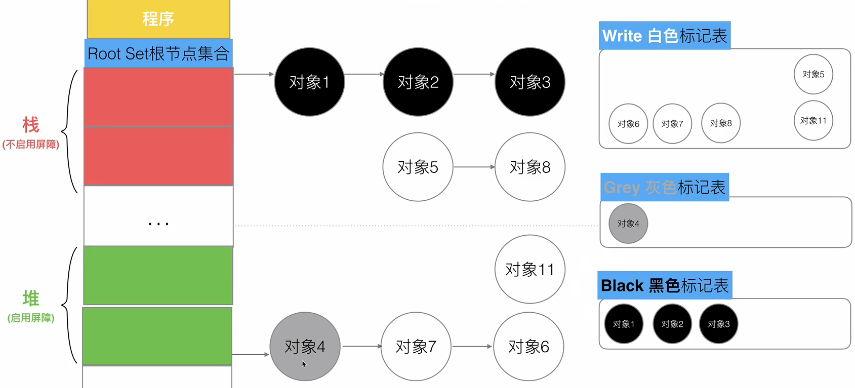 程序
Root Set根节点集合
栈
(不启用屏障)
...
堆
(启用屏障)
对象1
对象2
对象3
对象5
对象8
对象11
对象4
对象7
对象6
Write 白色标记表
对象5
对象6
对象7
对象8
对象11
Grey 灰色标记表
对象4
Black 黑色标记表
对象1
对象2
对象3